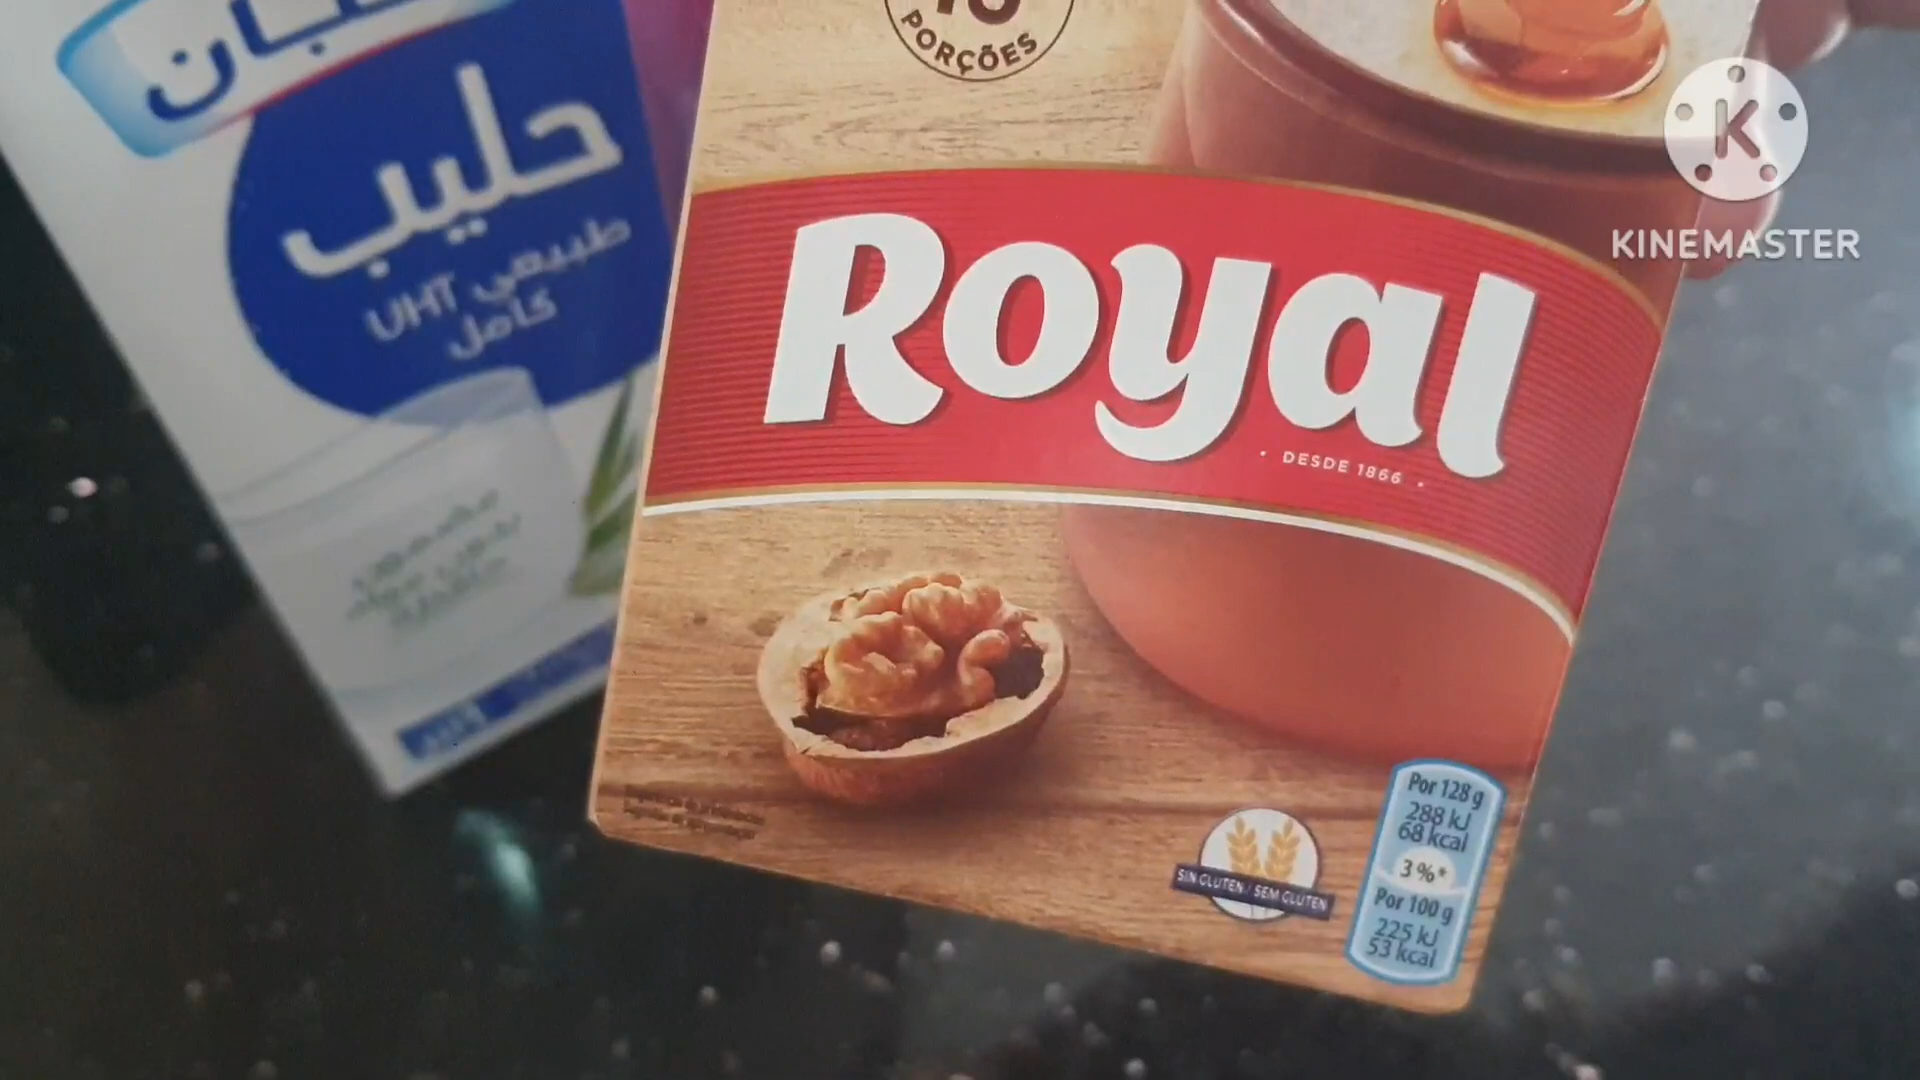 لبان
حليب
طبيعي UHT
كامل
PORÇÕES
Royal
· DESDE 1866 ·
SIN GLUTEN / SEM GLUTEN
Por 128 g
288 kJ
68 kcal
3 %*
Por 100 g
225 kJ
53 kcal
KINEMASTER